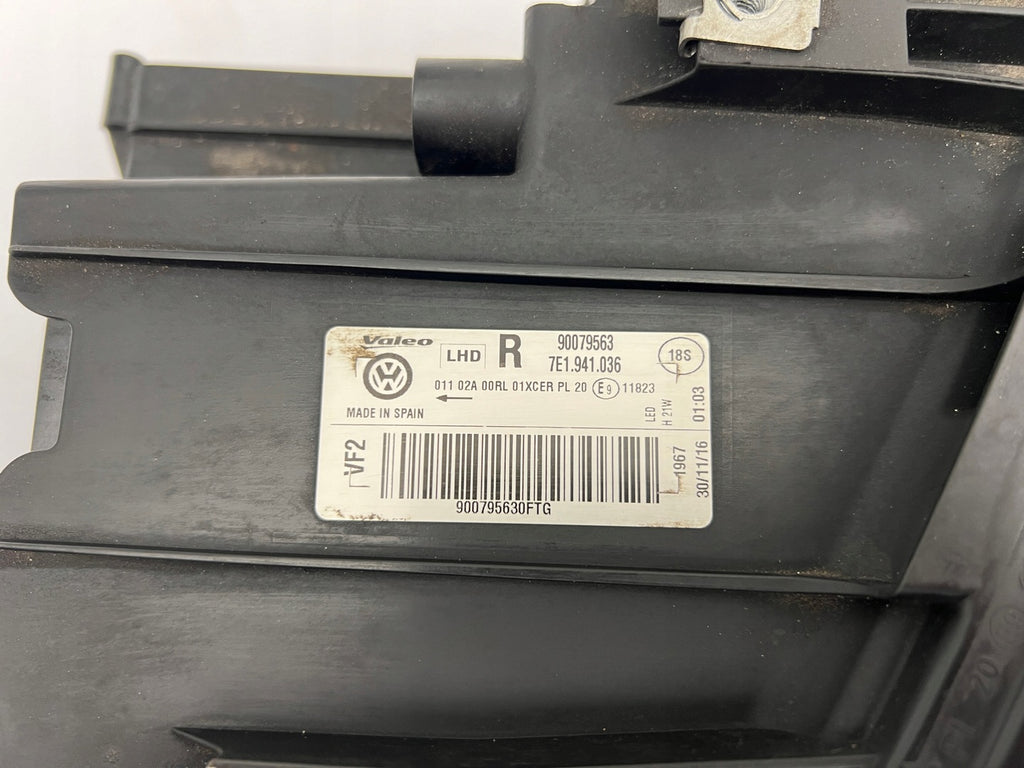 Valeo LHD R 90079563
7E1.941.036 18S
011 02A 00RL 01XCER PL 20 E9 11823
MADE IN SPAIN
LED
H 21W
01:03
VF2
1967
30/11/16
900795630FTG